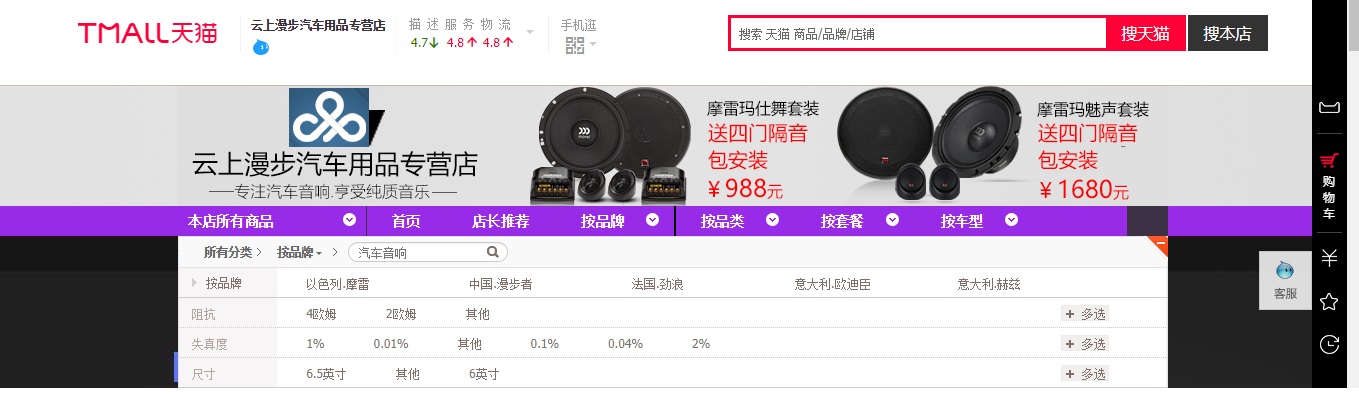 TMALL天猫
云上漫步汽车用品专营店
描 述 服 务 物 流
4.7 4.8 4.8
手机逛
搜索 天猫 商品/品牌/店铺
搜天猫
搜本店
云上漫步汽车用品专营店
专注汽车音响.享受纯质音乐
摩雷玛仕舞套装
送四门隔音
包安装
¥988元
摩雷玛魅声套装
送四门隔音
包安装
¥1680元
本店所有商品 首页 店长推荐 按品牌 按品类 按套餐 按车型
所有分类 按品牌 汽车音响
按品牌 以色列.摩雷 中国.漫步者 法国.劲浪 意大利.欧迪臣 意大利.赫兹
阻抗 4欧姆 2欧姆 其他 + 多选
失真度 1% 0.01% 其他 0.1% 0.04% 2% + 多选
尺寸 6.5英寸 其他 6英寸 + 多选
购物车
客服